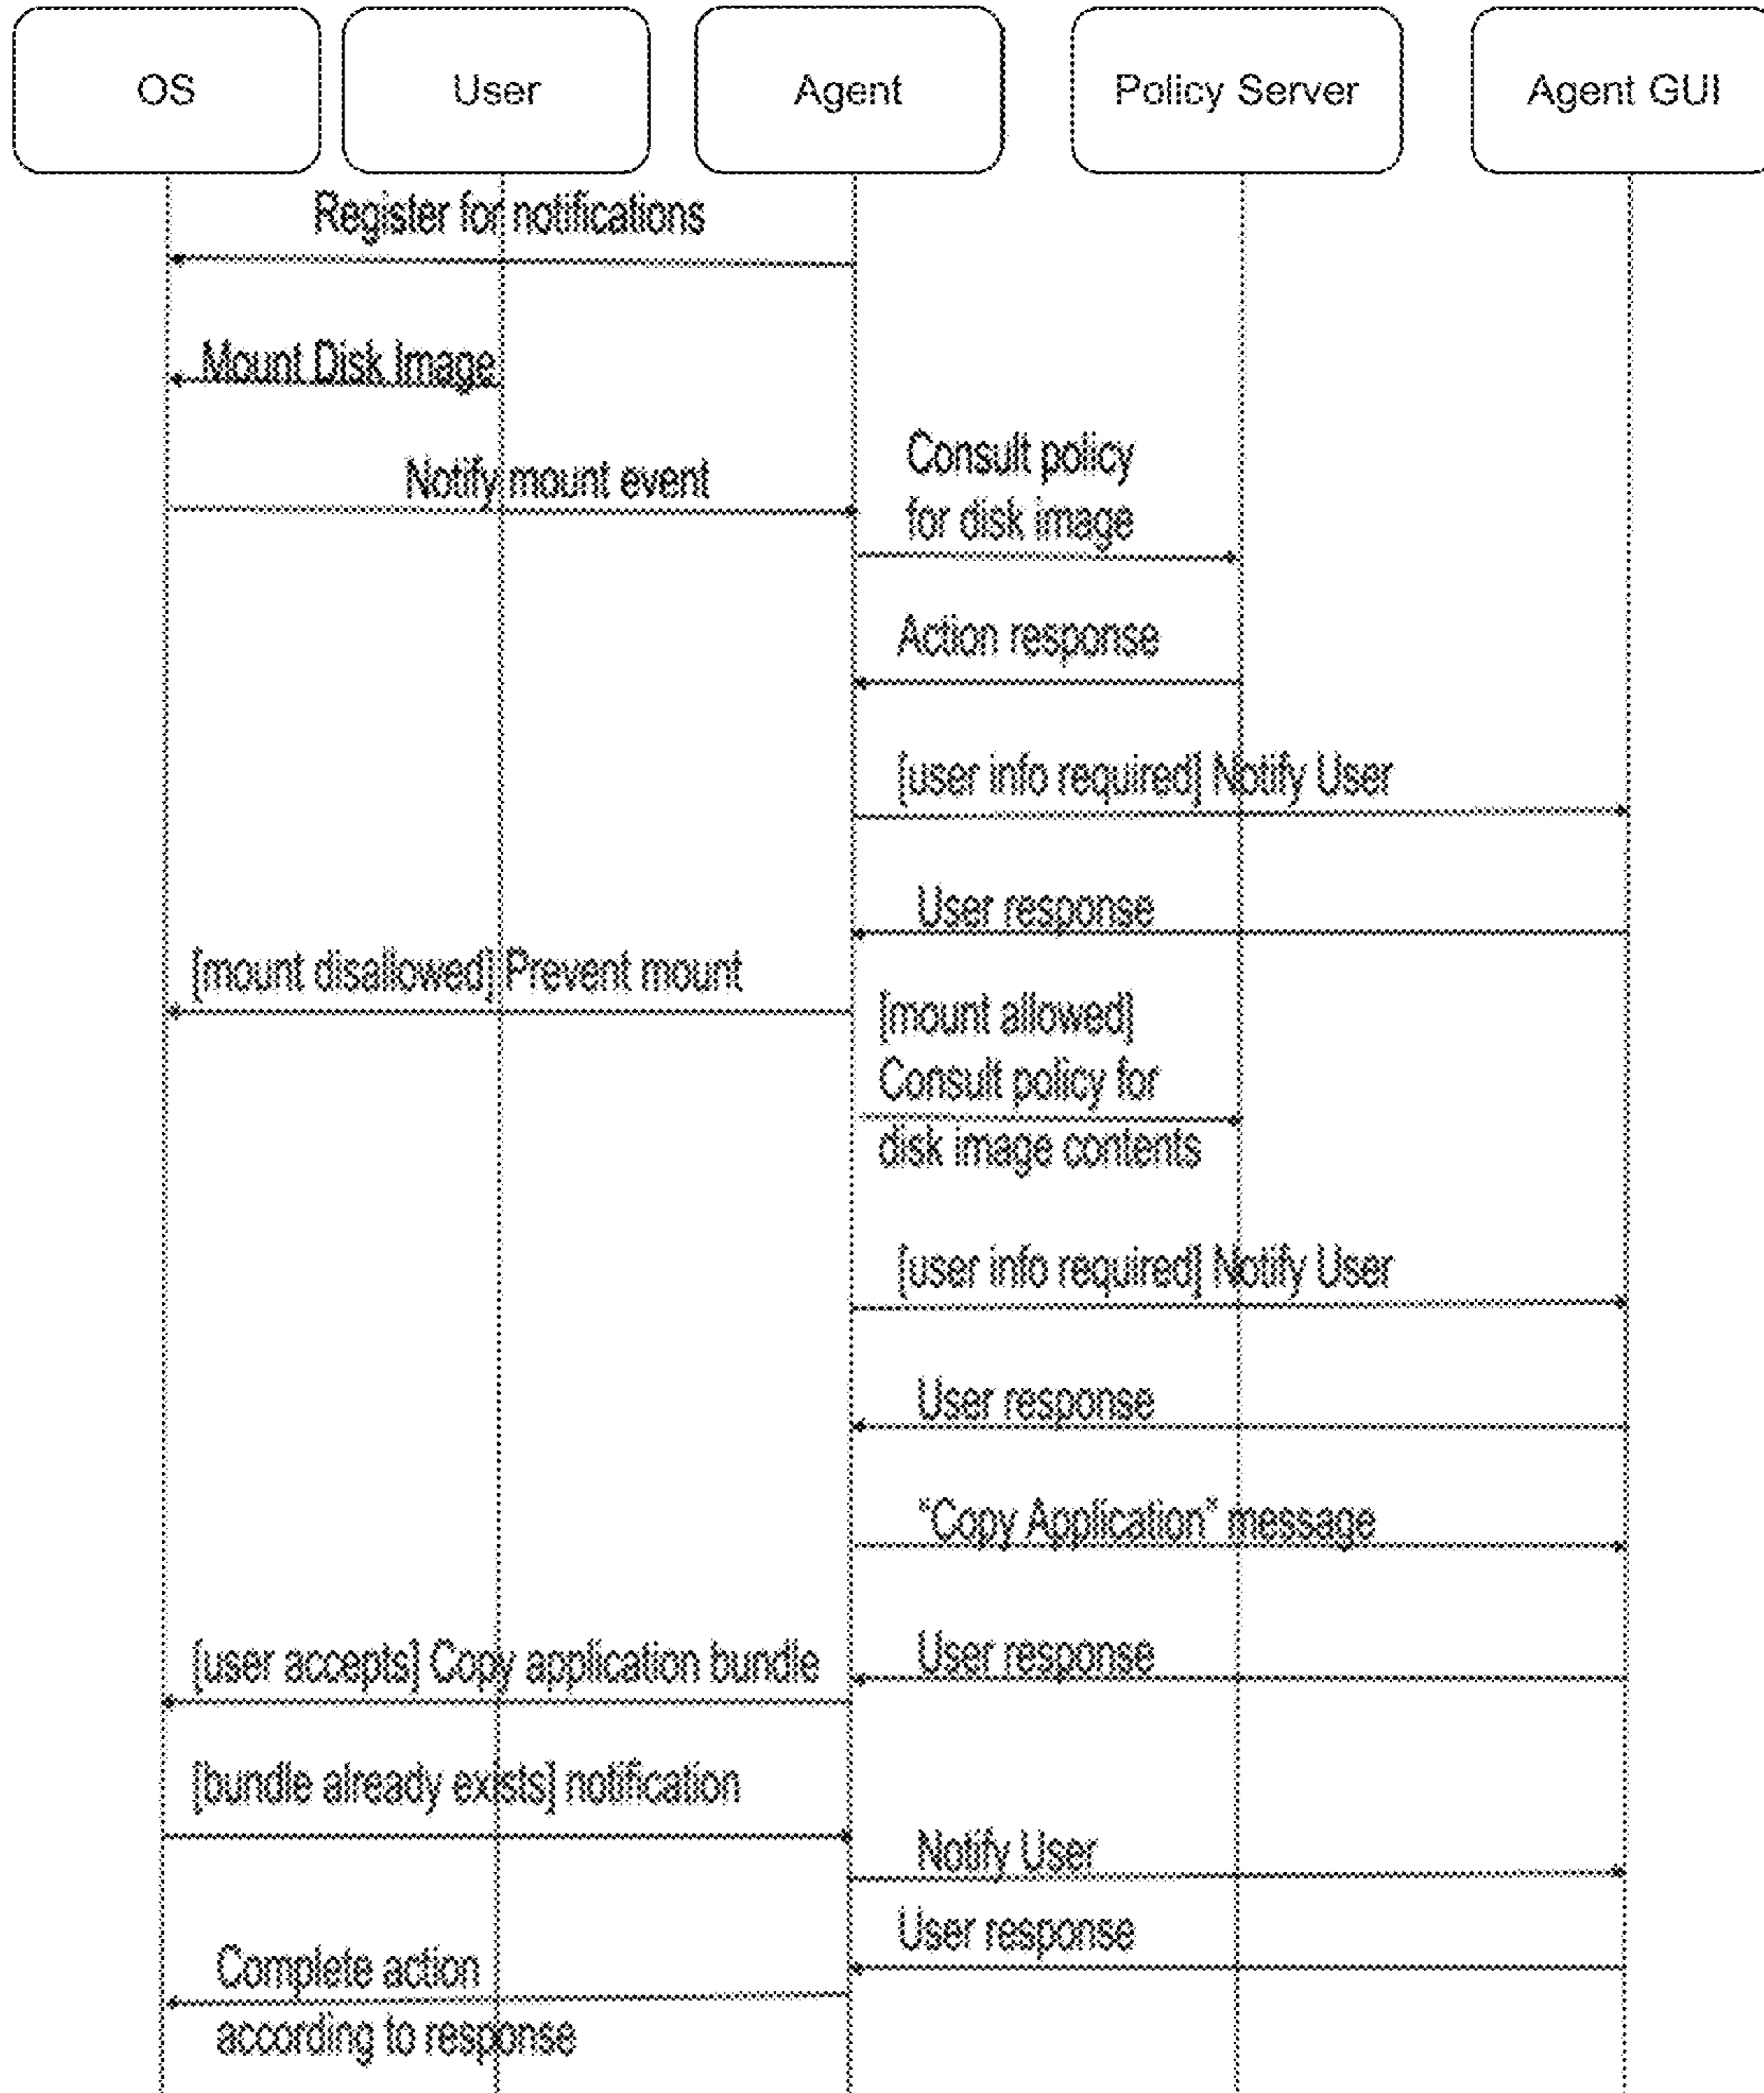 OS
User
Agent
Policy Server
Agent GUI
Register for notifications
Mount Disk Image
Notify mount event
Consult policy
for disk image
Action response
[user info required] Notify User
User response
[mount disallowed] Prevent mount
[mount allowed]
Consult policy for
disk image contents
[user info required] Notify User
User response
"Copy Application" message
User response
[user accepts] Copy application bundle
[bundle already exists] notification
Notify User
User response
Complete action
according to response